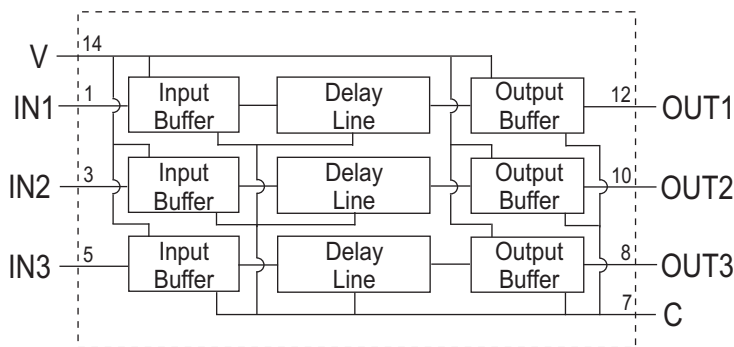 V 14
IN1 1 Input Buffer Delay Line Output Buffer 12 OUT1
IN2 3 Input Buffer Delay Line Output Buffer 10 OUT2
IN3 5 Input Buffer Delay Line Output Buffer 8 OUT3
7 C